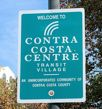 WELCOME TO
CONTRA
COSTA
CENTRE
TRANSIT
VILLAGE
AN UNINCORPORATED COMMUNITY OF
CONTRA COSTA COUNTY